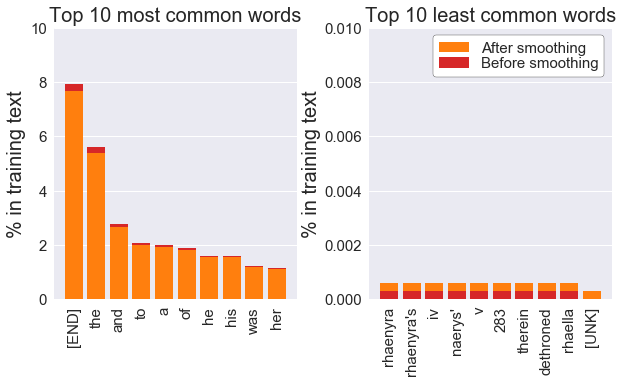 Top 10 most common words
% in training text
10
8
6
4
2
0
[END]
the
and
to
a
of
he
his
was
her
Top 10 least common words
% in training text
0.010
0.008
0.006
0.004
0.002
0.000
After smoothing
Before smoothing
rhaenyra
rhaenyra's
iv
naerys'
v
283
therein
dethroned
rhaella
[UNK]